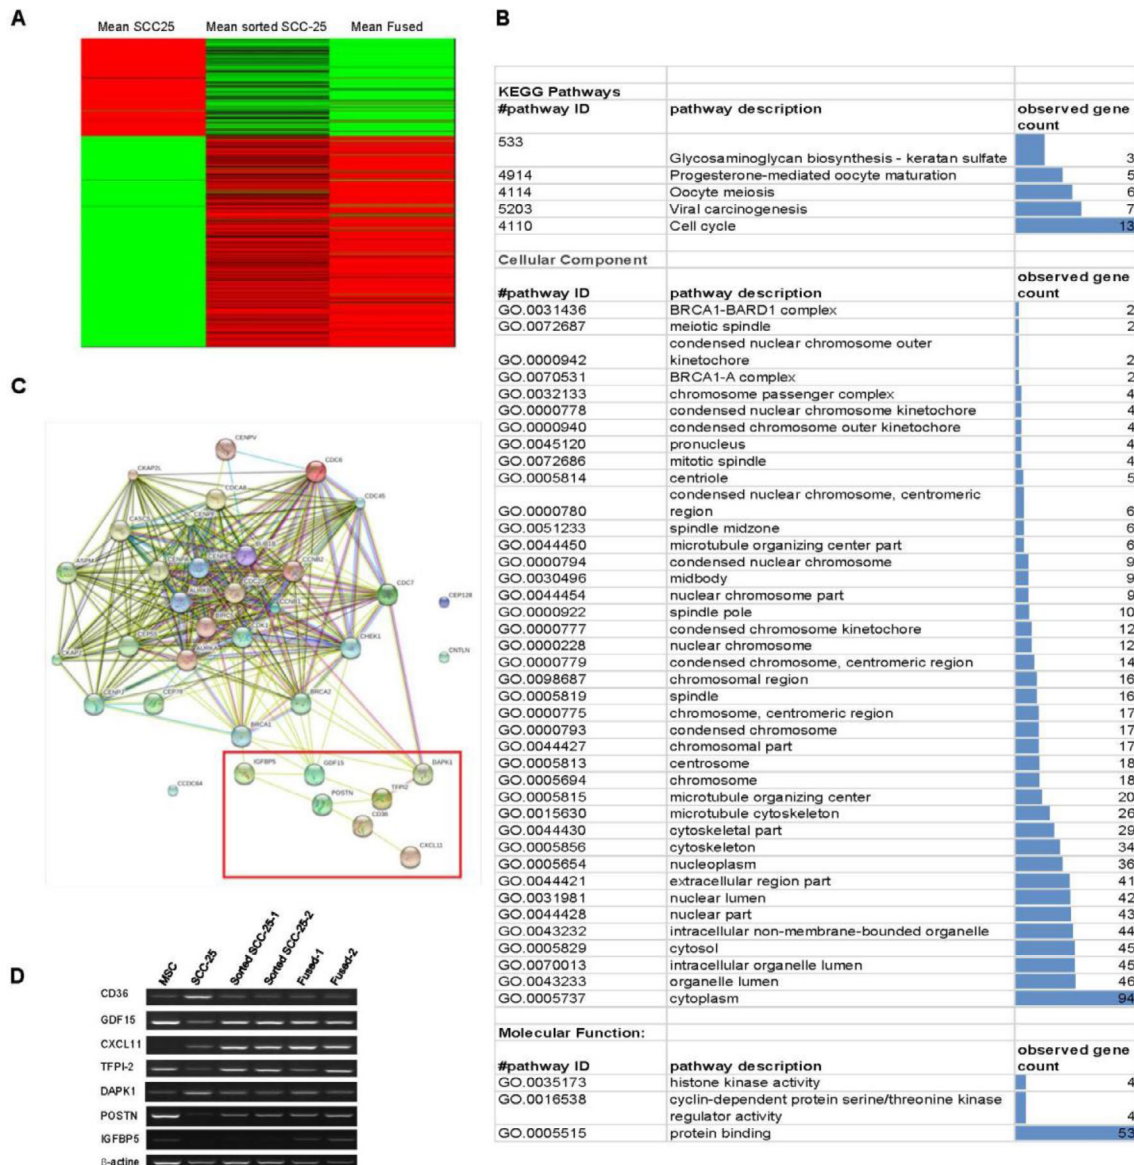 A
Mean SCC25 Mean sorted SCC-25 Mean Fused
B
KEGG Pathways
#pathway ID pathway description observed gene count
533 Glycosaminoglycan biosynthesis - keratan sulfate 3
4914 Progesterone-mediated oocyte maturation 5
4114 Oocyte meiosis 6
5203 Viral carcinogenesis 7
4110 Cell cycle 13
Cellular Component
#pathway ID pathway description observed gene count
GO.0031436 BRCA1-BARD1 complex 2
GO.0072687 meiotic spindle 2
GO.0000942 condensed nuclear chromosome outer kinetochore 2
GO.0070531 BRCA1-A complex 2
GO.0032133 chromosome passenger complex 4
GO.0000778 condensed nuclear chromosome kinetochore 4
GO.0000940 condensed chromosome outer kinetochore 4
GO.0045120 pronucleus 4
GO.0072686 mitotic spindle 4
GO.0005814 centriole 5
GO.0000780 condensed nuclear chromosome, centromeric region 6
GO.0051233 spindle midzone 6
GO.0044450 microtubule organizing center part 6
GO.0000794 condensed nuclear chromosome 9
GO.0030496 midbody 9
GO.0044454 nuclear chromosome part 9
GO.0000922 spindle pole 10
GO.0000777 condensed chromosome kinetochore 12
GO.0000228 nuclear chromosome 12
GO.0000779 condensed chromosome, centromeric region 14
GO.0098687 chromosomal region 16
GO.0005819 spindle 16
GO.0000775 chromosome, centromeric region 17
GO.0000793 condensed chromosome 17
GO.0044427 chromosomal part 17
GO.0005813 centrosome 18
GO.0005694 chromosome 18
GO.0005815 microtubule organizing center 20
GO.0015630 microtubule cytoskeleton 26
GO.0044430 cytoskeletal part 29
GO.0005856 cytoskeleton 34
GO.0005654 nucleoplasm 36
GO.0044421 extracellular region part 41
GO.0031981 nuclear lumen 42
GO.0044428 nuclear part 43
GO.0043232 intracellular non-membrane-bounded organelle 44
GO.0005829 cytosol 45
GO.0070013 intracellular organelle lumen 45
GO.0043233 organelle lumen 46
GO.0005737 cytoplasm 94
Molecular Function:
#pathway ID pathway description observed gene count
GO.0035173 histone kinase activity 4
GO.0016538 cyclin-dependent protein serine/threonine kinase regulator activity 4
GO.0005515 protein binding 53
C
CENPV
CDC6
CKAP2L
CDCA8
CDC45
CASC5
ASPM
CCNB2
CDC7
CEP128
AURKB
CEP55
CDK1
CHEK1
CNTLN
CKAP2
AURKA
CEP78
BRCA2
BRCA1
IGFBP5
GDF15
DAPK1
CCDC64
POSTN
TFPI2
CD36
CXCL11
D
MSC SCC-25 Sorted SCC-25-1 Sorted SCC-25-2 Fused-1 Fused-2
CD36
GDF15
CXCL11
TFPI-2
DAPK1
POSTN
IGFBP5
β-actine